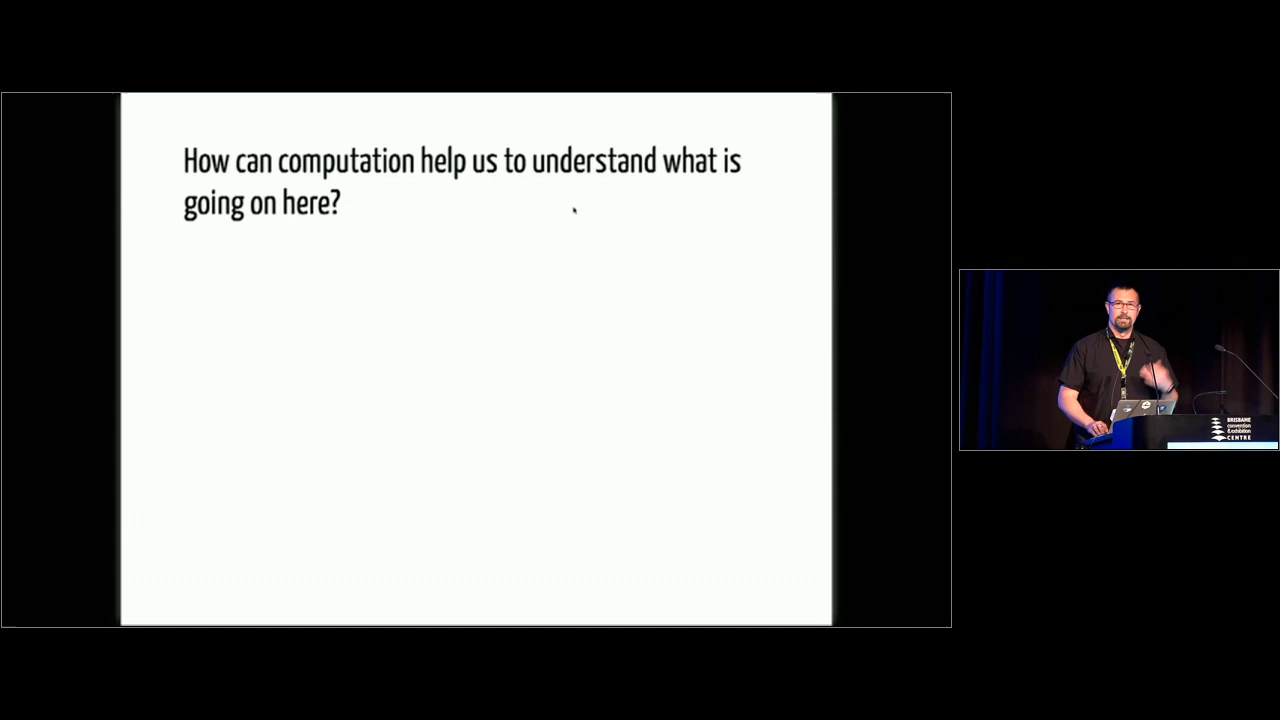 How can computation help us to understand what is
going on here?
BRISBANE
convention
& exhibition
CENTRE